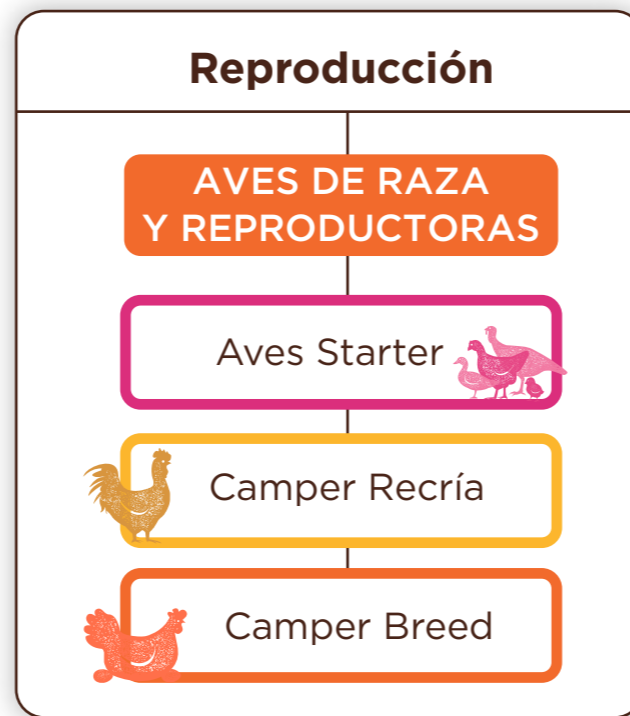 Reproducción
AVES DE RAZA
Y REPRODUCTORAS
Aves Starter
Camper Recría
Camper Breed